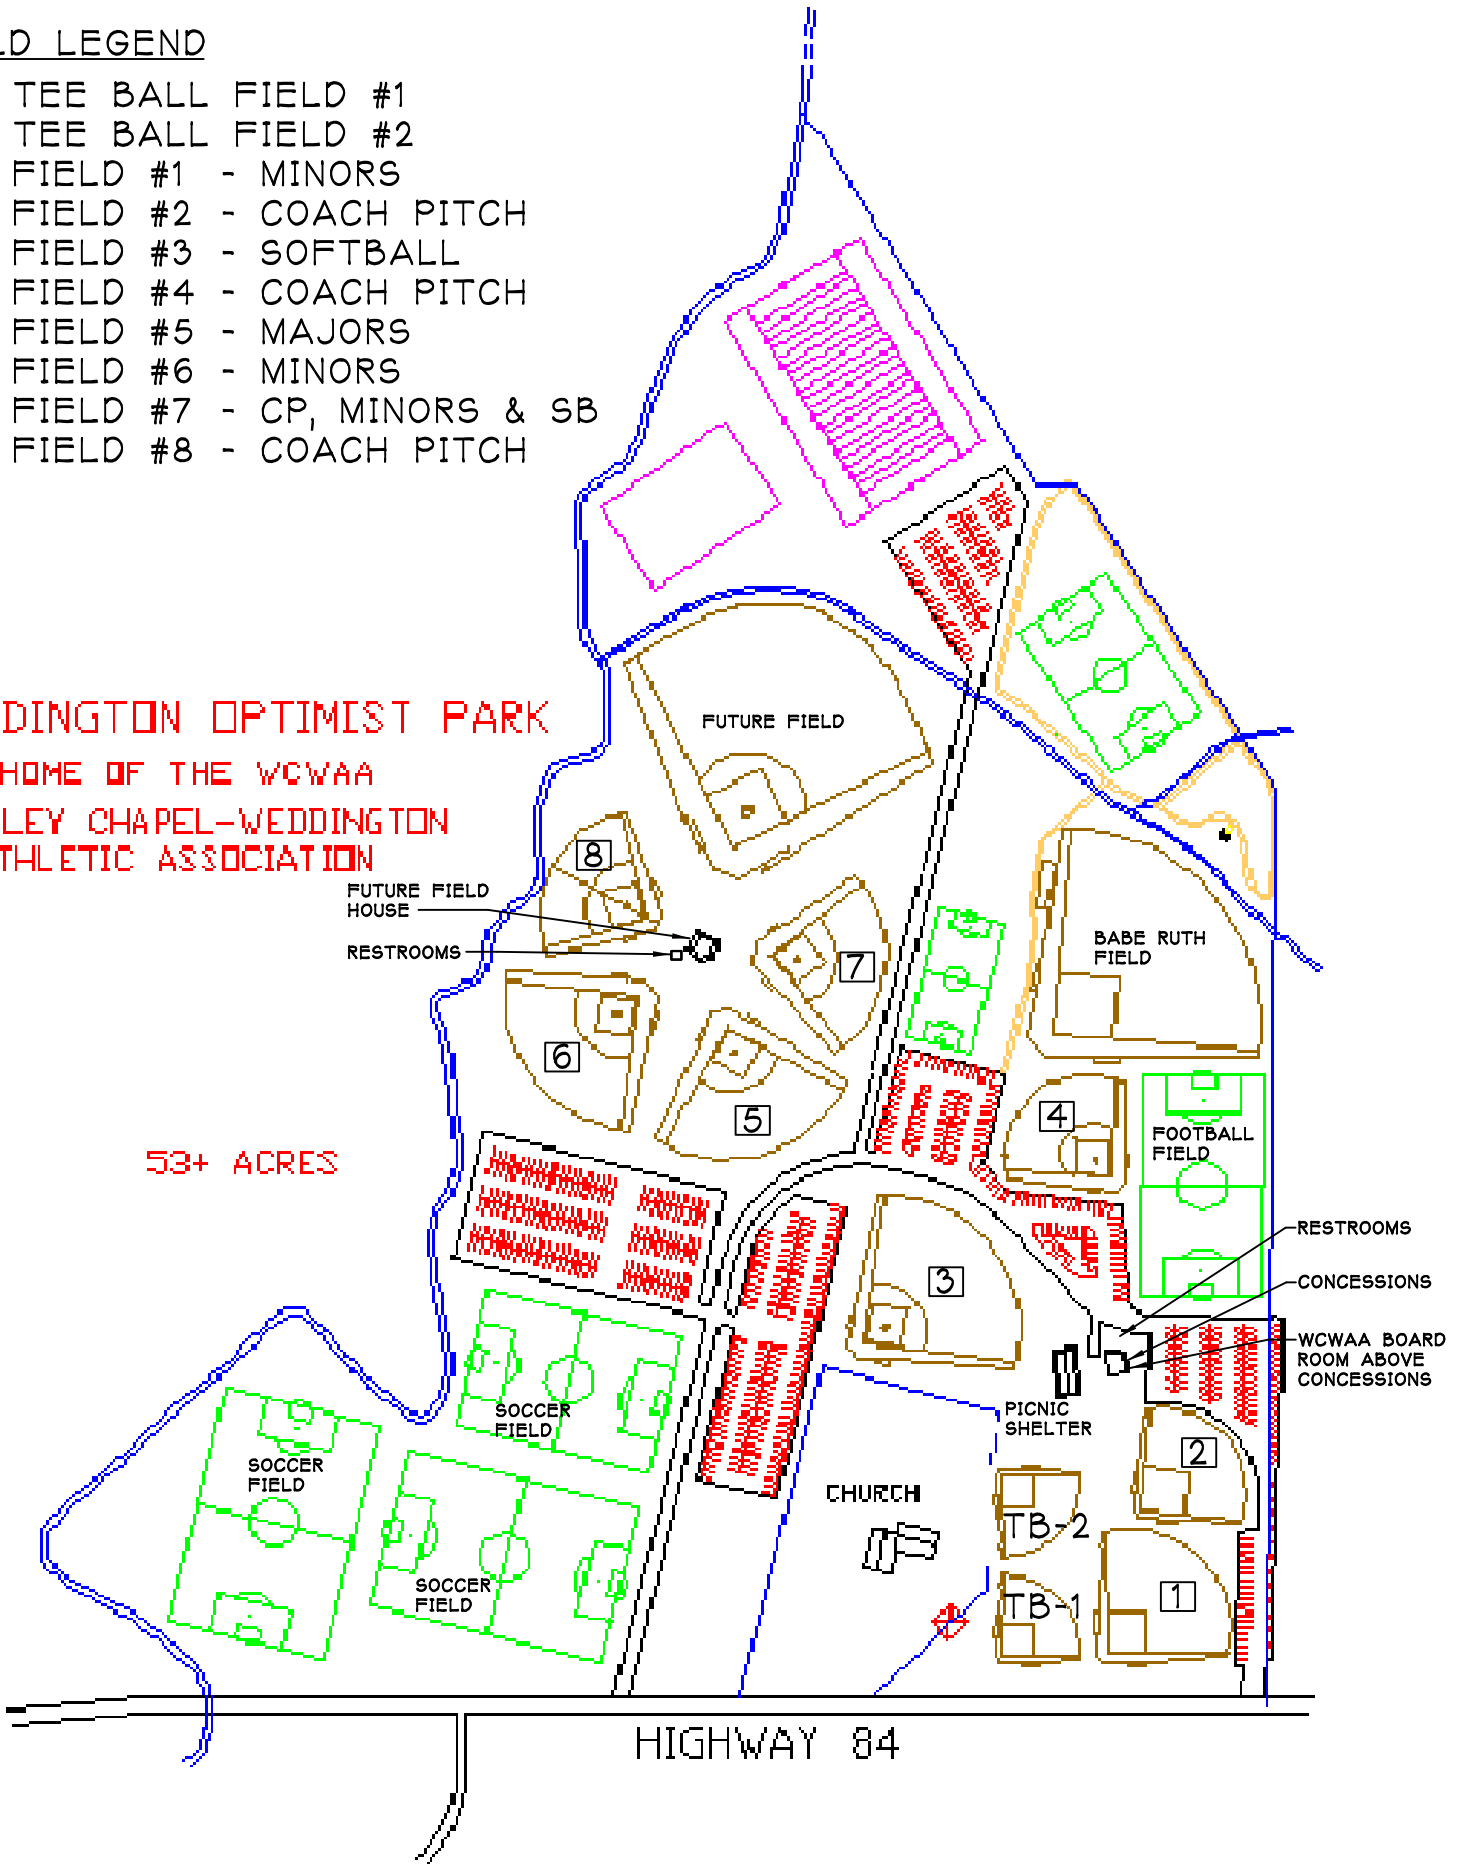 LD LEGEND
TEE BALL FIELD #1
TEE BALL FIELD #2
FIELD #1 - MINORS
FIELD #2 - COACH PITCH
FIELD #3 - SOFTBALL
FIELD #4 - COACH PITCH
FIELD #5 - MAJORS
FIELD #6 - MINORS
FIELD #7 - CP, MINORS & SB
FIELD #8 - COACH PITCH
DINGTON OPTIMIST PARK
HOME OF THE WCWAA
LEY CHAPEL-WEDDINGTON
THLETIC ASSOCIATION
FUTURE FIELD
8
FUTURE FIELD
HOUSE
RESTROOMS
7
BABE RUTH
FIELD
6
5
4
FOOTBALL
FIELD
53+ ACRES
3
RESTROOMS
CONCESSIONS
WCWAA BOARD
ROOM ABOVE
CONCESSIONS
PICNIC
SHELTER
SOCCER
FIELD
SOCCER
FIELD
2
CHURCH
TB-2
SOCCER
FIELD
TB-1
1
HIGHWAY 84